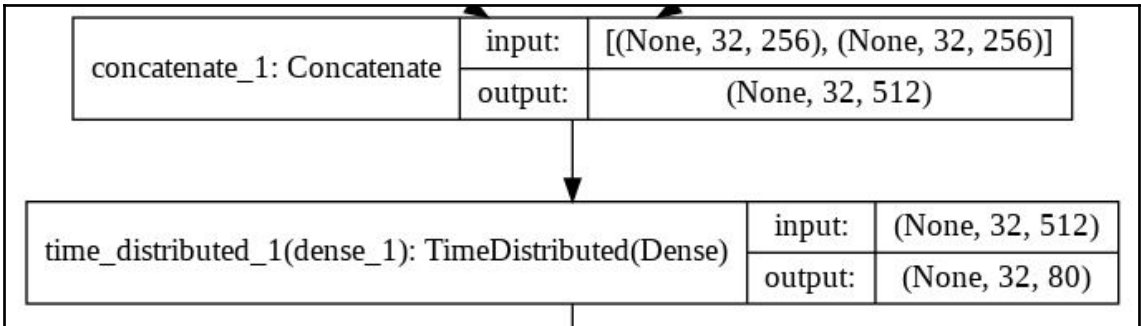 concatenate_1: Concatenate
input: [(None, 32, 256), (None, 32, 256)]
output: (None, 32, 512)
time_distributed_1(dense_1): TimeDistributed(Dense)
input: (None, 32, 512)
output: (None, 32, 80)